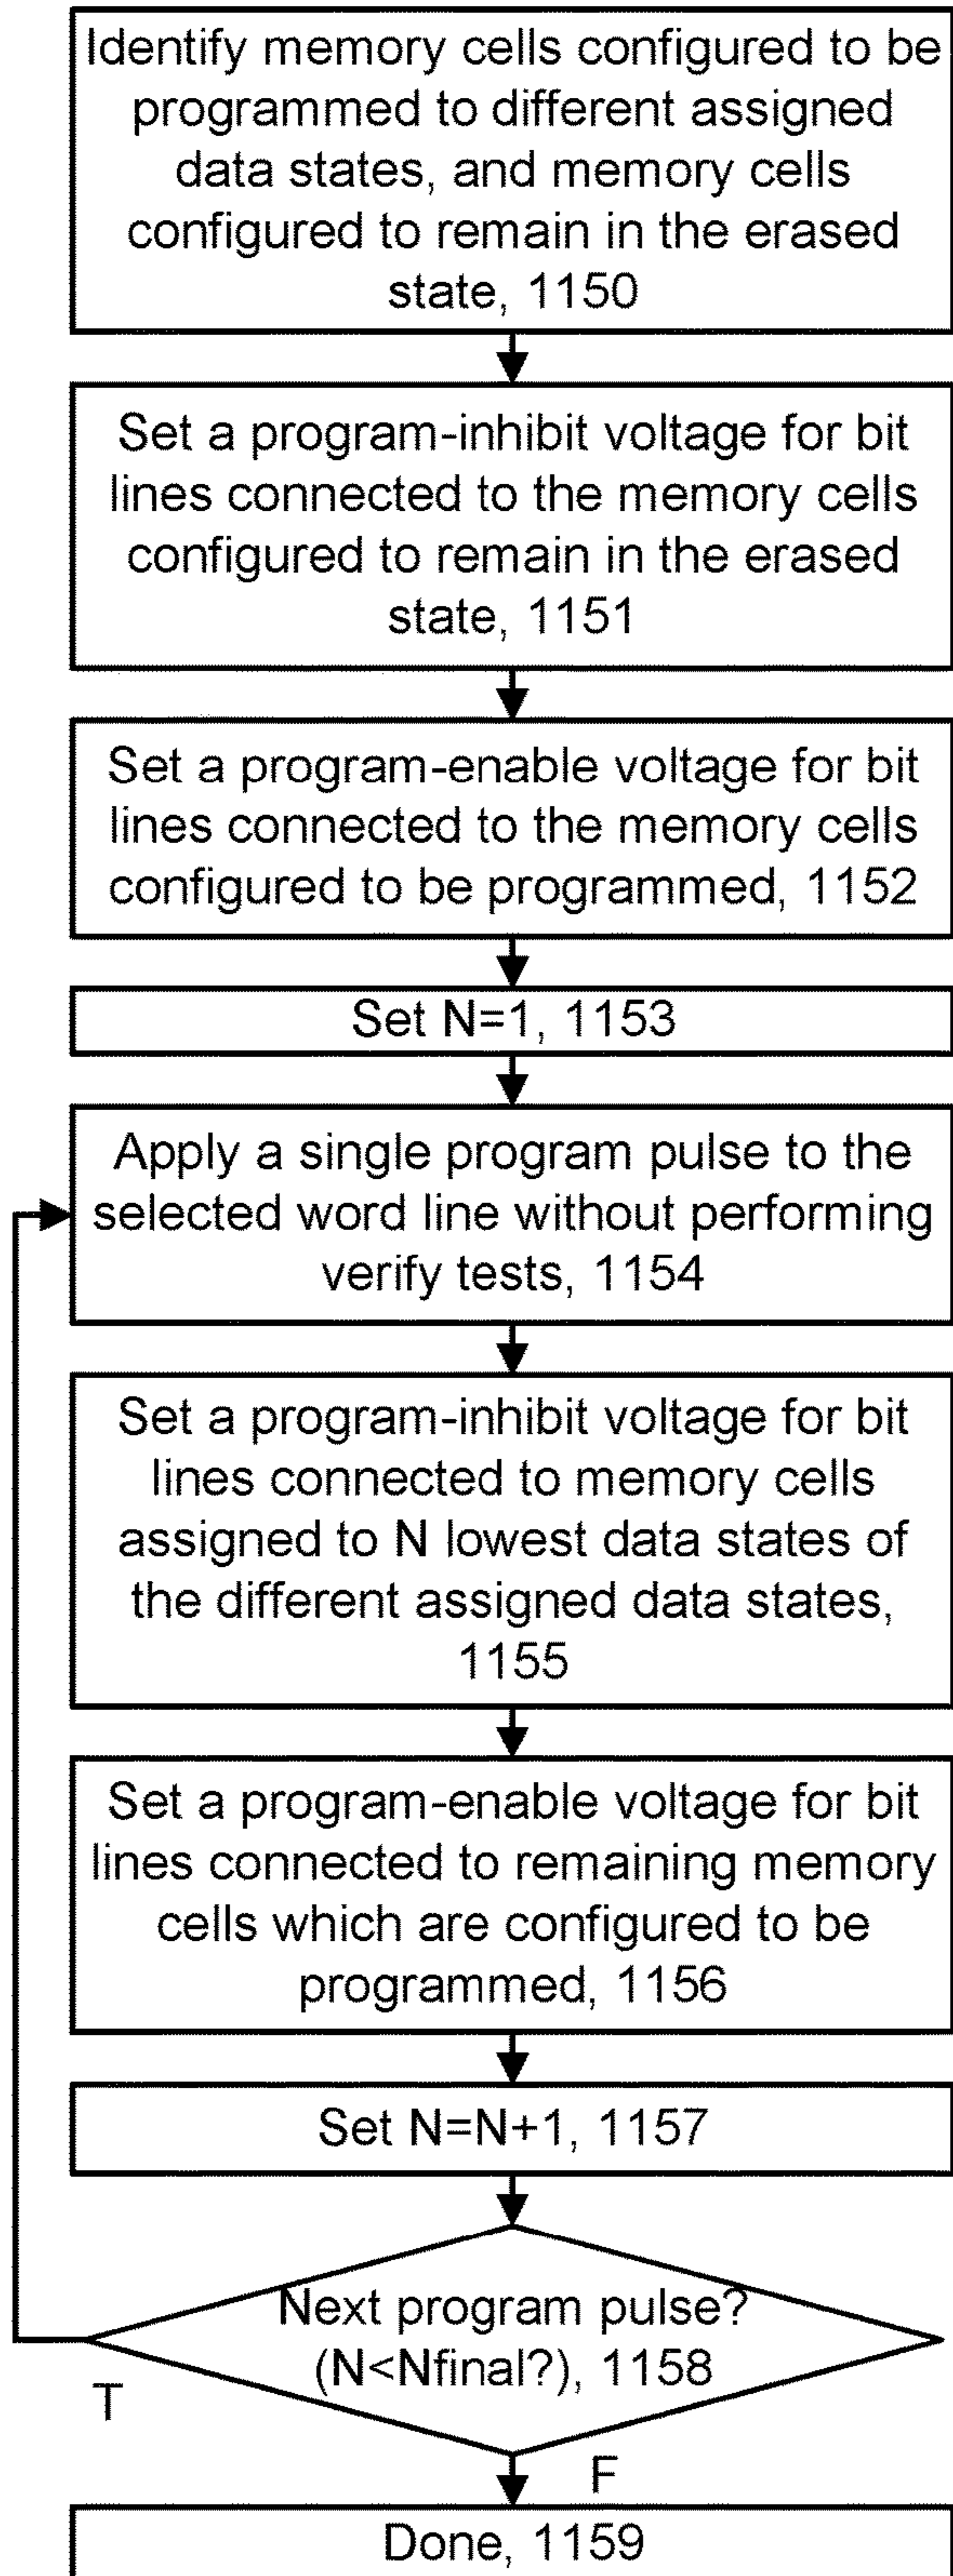 Identify memory cells configured to be
programmed to different assigned
data states, and memory cells
configured to remain in the erased
state, 1150
Set a program-inhibit voltage for bit
lines connected to the memory cells
configured to remain in the erased
state, 1151
Set a program-enable voltage for bit
lines connected to the memory cells
configured to be programmed, 1152
Set N=1, 1153
Apply a single program pulse to the
selected word line without performing
verify tests, 1154
Set a program-inhibit voltage for bit
lines connected to memory cells
assigned to N lowest data states of
the different assigned data states,
1155
Set a program-enable voltage for bit
lines connected to remaining memory
cells which are configured to be
programmed, 1156
Set N=N+1, 1157
Next program pulse?
(N<Nfinal?), 1158
T
F
Done, 1159